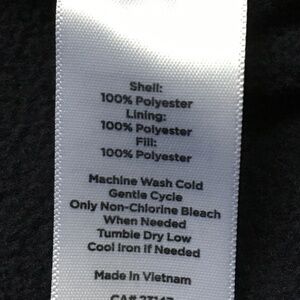 Shell:
100% Polyester
Lining:
100% Polyester
Fill:
100% Polyester
Machine Wash Cold
Gentle Cycle
Only Non-Chlorine Bleach
When Needed
Tumble Dry Low
Cool Iron If Needed
Made In Vietnam
CA#